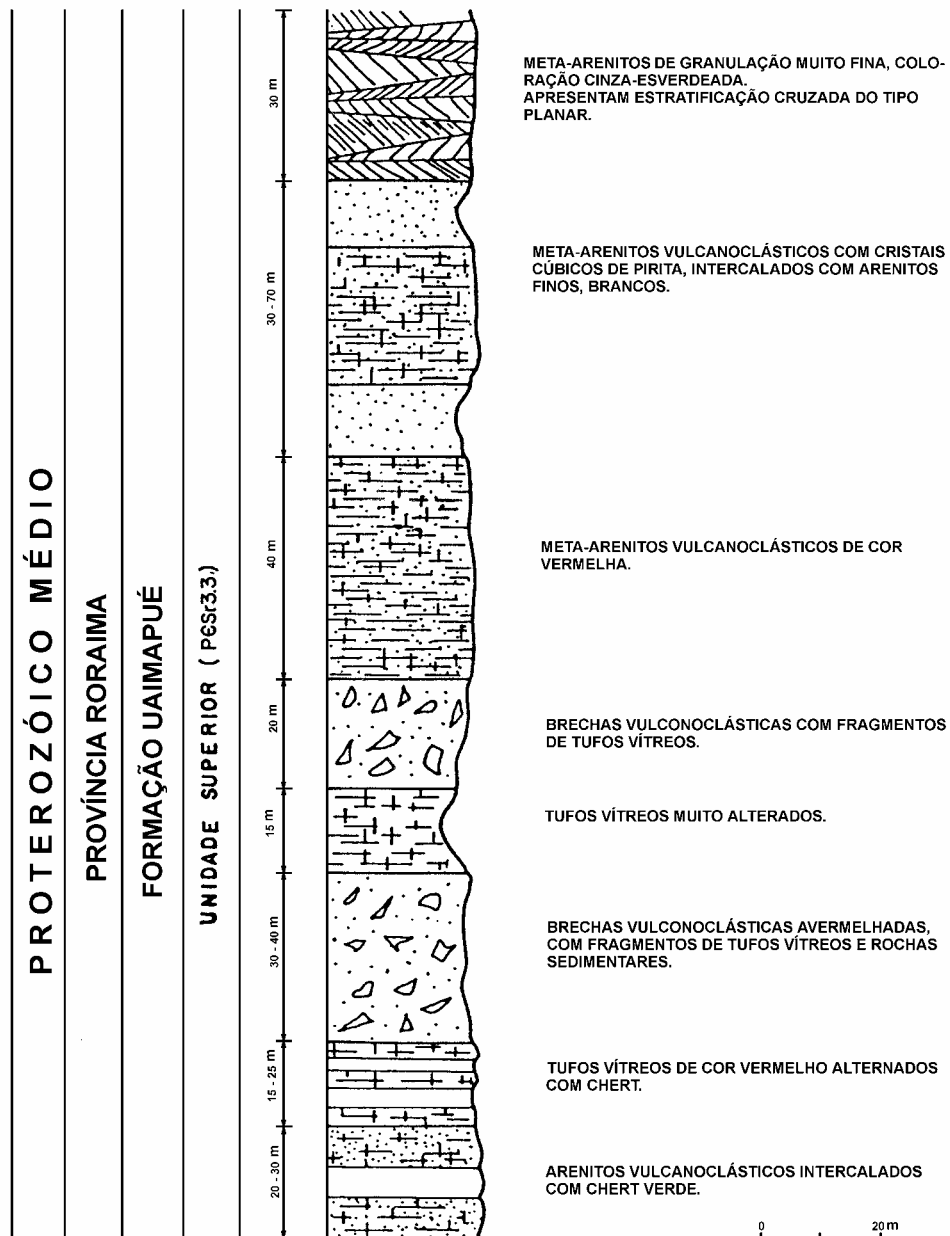 PROTEROZÓICO MÉDIO
PROVÍNCIA RORAIMA
FORMAÇÃO UAIMAPUÉ
UNIDADE SUPERIOR ( P€Sr3.3.)
30 m
META-ARENITOS DE GRANULAÇÃO MUITO FINA, COLO-
RAÇÃO CINZA-ESVERDEADA.
APRESENTAM ESTRATIFICAÇÃO CRUZADA DO TIPO
PLANAR.
30 - 70 m
META-ARENITOS VULCANOCLÁSTICOS COM CRISTAIS
CÚBICOS DE PIRITA, INTERCALADOS COM ARENITOS
FINOS, BRANCOS.
40 m
META-ARENITOS VULCANOCLÁSTICOS DE COR
VERMELHA.
20 m
BRECHAS VULCONOCLÁSTICAS COM FRAGMENTOS
DE TUFOS VÍTREOS.
15 m
TUFOS VÍTREOS MUITO ALTERADOS.
30 - 40 m
BRECHAS VULCONOCLÁSTICAS AVERMELHADAS,
COM FRAGMENTOS DE TUFOS VÍTREOS E ROCHAS
SEDIMENTARES.
15 - 25 m
TUFOS VÍTREOS DE COR VERMELHO ALTERNADOS
COM CHERT.
20 - 30 m
ARENITOS VULCANOCLÁSTICOS INTERCALADOS
COM CHERT VERDE.
0 20 m